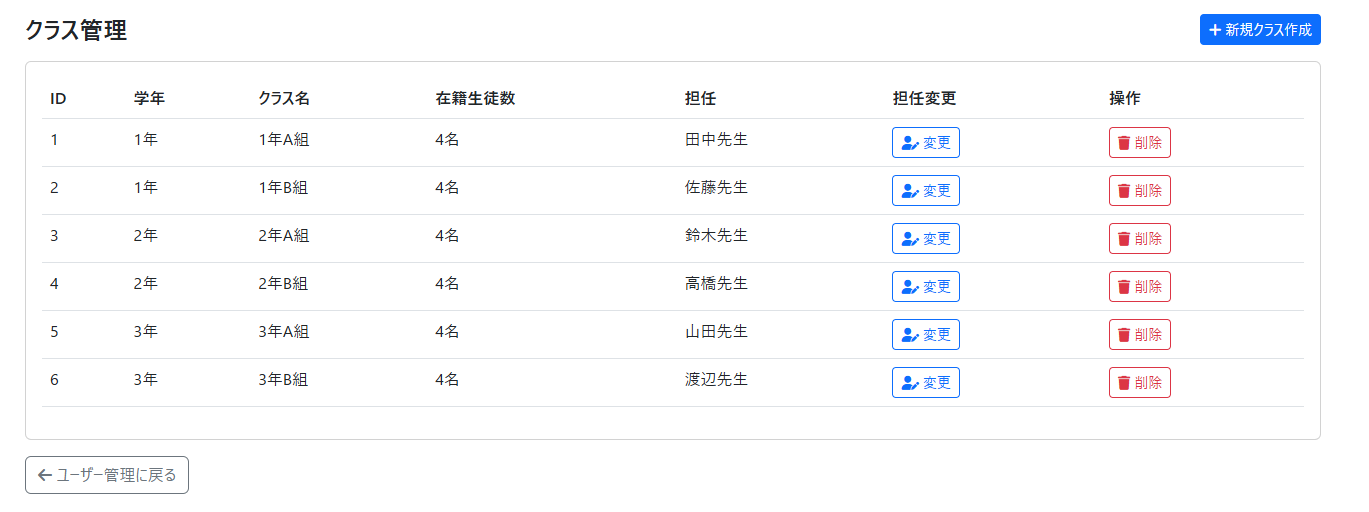 クラス管理
新規クラス作成
ID 学年 クラス名 在籍生徒数 担任 担任変更 操作
1 1年 1年A組 4名 田中先生 変更 削除
2 1年 1年B組 4名 佐藤先生 変更 削除
3 2年 2年A組 4名 鈴木先生 変更 削除
4 2年 2年B組 4名 高橋先生 変更 削除
5 3年 3年A組 4名 山田先生 変更 削除
6 3年 3年B組 4名 渡辺先生 変更 削除
ユーザー管理に戻る